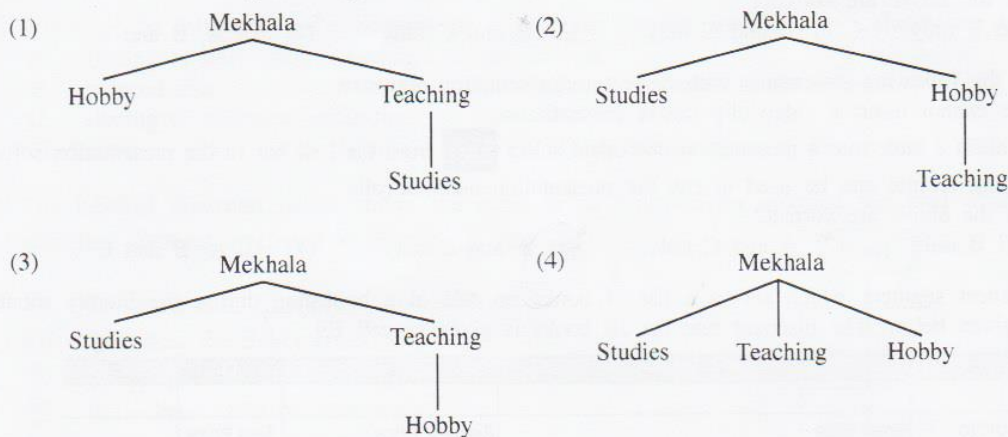 (1) Mekhala
Hobby Teaching
Studies
(2) Mekhala
Studies Hobby
Teaching
(3) Mekhala
Studies Teaching
Hobby
(4) Mekhala
Studies Teaching Hobby